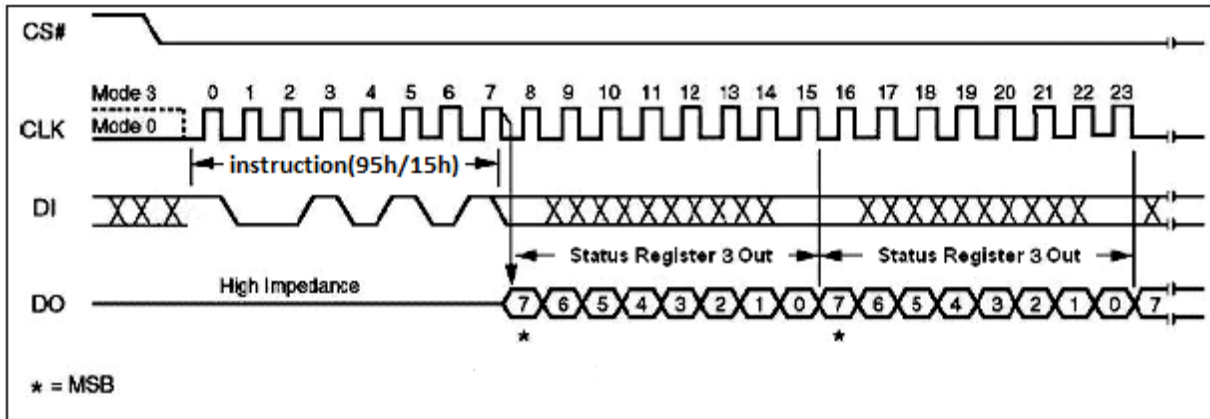 CS#
Mode 3 0 1 2 3 4 5 6 7 8 9 10 11 12 13 14 15 16 17 18 19 20 21 22 23
CLK Mode 0
instruction(95h/15h)
DI
Status Register 3 Out Status Register 3 Out
High Impedance
DO 7 6 5 4 3 2 1 0 7 6 5 4 3 2 1 0 7
* *
* = MSB